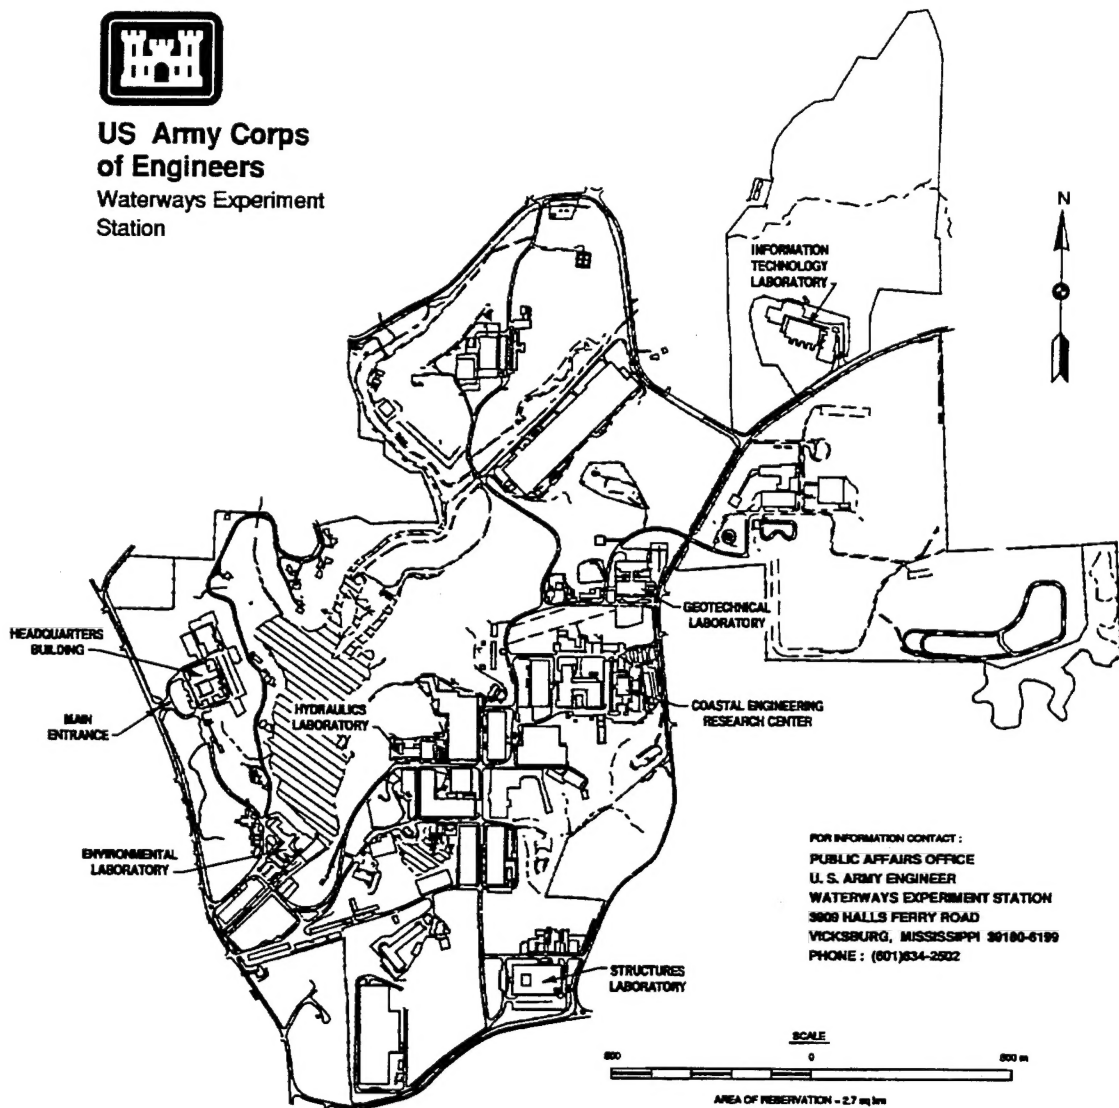 US Army Corps
of Engineers
Waterways Experiment
Station
N
INFORMATION
TECHNOLOGY
LABORATORY
GEOTECHNICAL
LABORATORY
HEADQUARTERS
BUILDING
MAIN
ENTRANCE
HYDRAULICS
LABORATORY
COASTAL ENGINEERING
RESEARCH CENTER
ENVIRONMENTAL
LABORATORY
STRUCTURES
LABORATORY
FOR INFORMATION CONTACT :
PUBLIC AFFAIRS OFFICE
U. S. ARMY ENGINEER
WATERWAYS EXPERIMENT STATION
3909 HALLS FERRY ROAD
VICKSBURG, MISSISSIPPI 39180-6199
PHONE : (601)634-2502
SCALE
500 0 500 m
AREA OF RESERVATION = 2.7 sq km